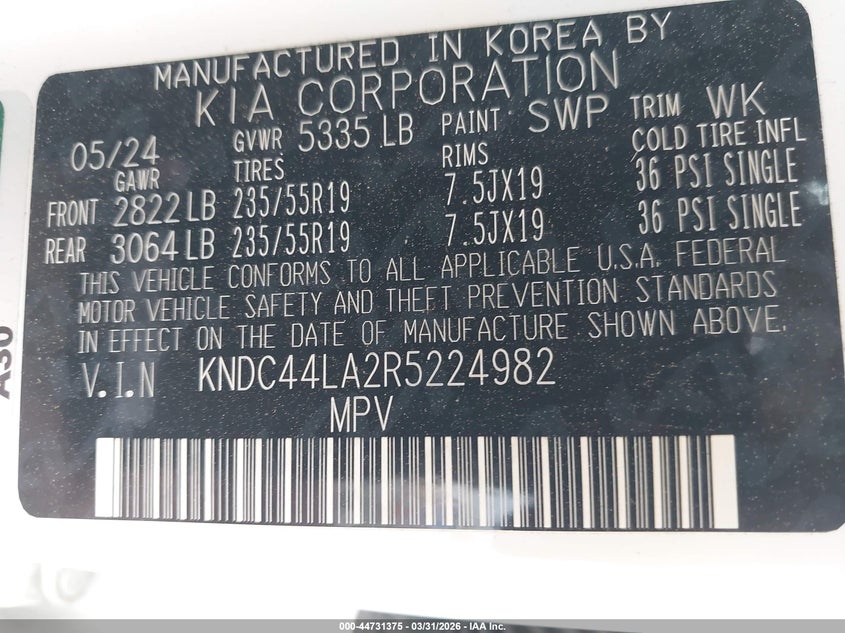 MANUFACTURED IN KOREA BY
KIA CORPORATION
05/24 GVWR 5335 LB PAINT SWP TRIM WK
GAWR TIRES RIMS COLD TIRE INFL
FRONT 2822 LB 235/55R19 7.5JX19 36 PSI SINGLE
REAR 3064 LB 235/55R19 7.5JX19 36 PSI SINGLE
THIS VEHICLE CONFORMS TO ALL APPLICABLE U.S.A. FEDERAL
MOTOR VEHICLE SAFETY AND THEFT PREVENTION STANDARDS
IN EFFECT ON THE DATE OF MANUFACTURE SHOWN ABOVE.
V.I.N KNDC44LA2R5224982
MPV
000-44731375 — 03/31/2026 — IAA Inc.